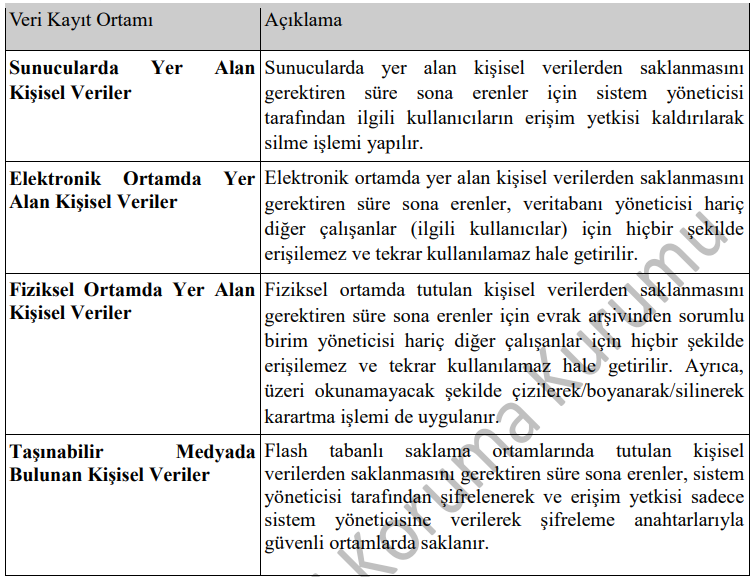 Veri Kayıt Ortamı
Açıklama
Sunucularda Yer Alan
Kişisel Veriler
Sunucularda yer alan kişisel verilerden saklanmasını
gerektiren süre sona erenler için sistem yöneticisi
tarafından ilgili kullanıcıların erişim yetkisi kaldırılarak
silme işlemi yapılır.
Elektronik Ortamda Yer
Alan Kişisel Veriler
Elektronik ortamda yer alan kişisel verilerden saklanmasını
gerektiren süre sona erenler, veritabanı yöneticisi hariç
diğer çalışanlar (ilgili kullanıcılar) için hiçbir şekilde
erişilemez ve tekrar kullanılamaz hale getirilir.
Fiziksel Ortamda Yer Alan
Kişisel Veriler
Fiziksel ortamda tutulan kişisel verilerden saklanmasını
gerektiren süre sona erenler için evrak arşivinden sorumlu
birim yöneticisi hariç diğer çalışanlar için hiçbir şekilde
erişilemez ve tekrar kullanılamaz hale getirilir. Ayrıca,
üzeri okunamayacak şekilde çizilerek/boyanarak/silinerek
karartma işlemi de uygulanır.
Taşınabilir Medyada
Bulunan Kişisel Veriler
Flash tabanlı saklama ortamlarında tutulan kişisel
verilerden saklanmasını gerektiren süre sona erenler, sistem
yöneticisi tarafından şifrelenerek ve erişim yetkisi sadece
sistem yöneticisine verilerek şifreleme anahtarlarıyla
güvenli ortamlarda saklanır.
Koruma Kurumu